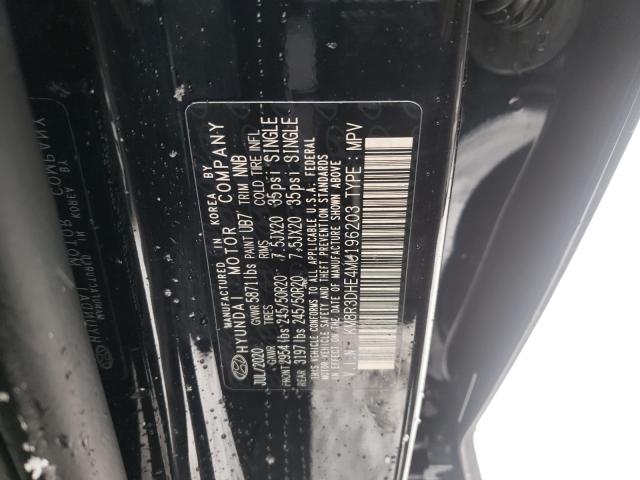 MANUFACTURED IN KOREA BY
HYUNDAI MOTOR COMPANY
JUL/2020 GVWR 5871 lbs PAINT UB7 TRIM NNB
GAWR TIRES RIMS COLD TIRE INFL
FRONT 2954 lbs 245/50R20 7.5JX20 35psi SINGLE
REAR 3197 lbs 245/50R20 7.5JX20 35psi SINGLE
THIS VEHICLE CONFORMS TO ALL APPLICABLE U.S.A. FEDERAL
MOTOR VEHICLE SAFETY AND THEFT PREVENTION STANDARDS
IN EFFECT ON THE DATE OF MANUFACTURE SHOWN ABOVE.
V.I.N : KM8R3DHE4MU196203 TYPE : MPV